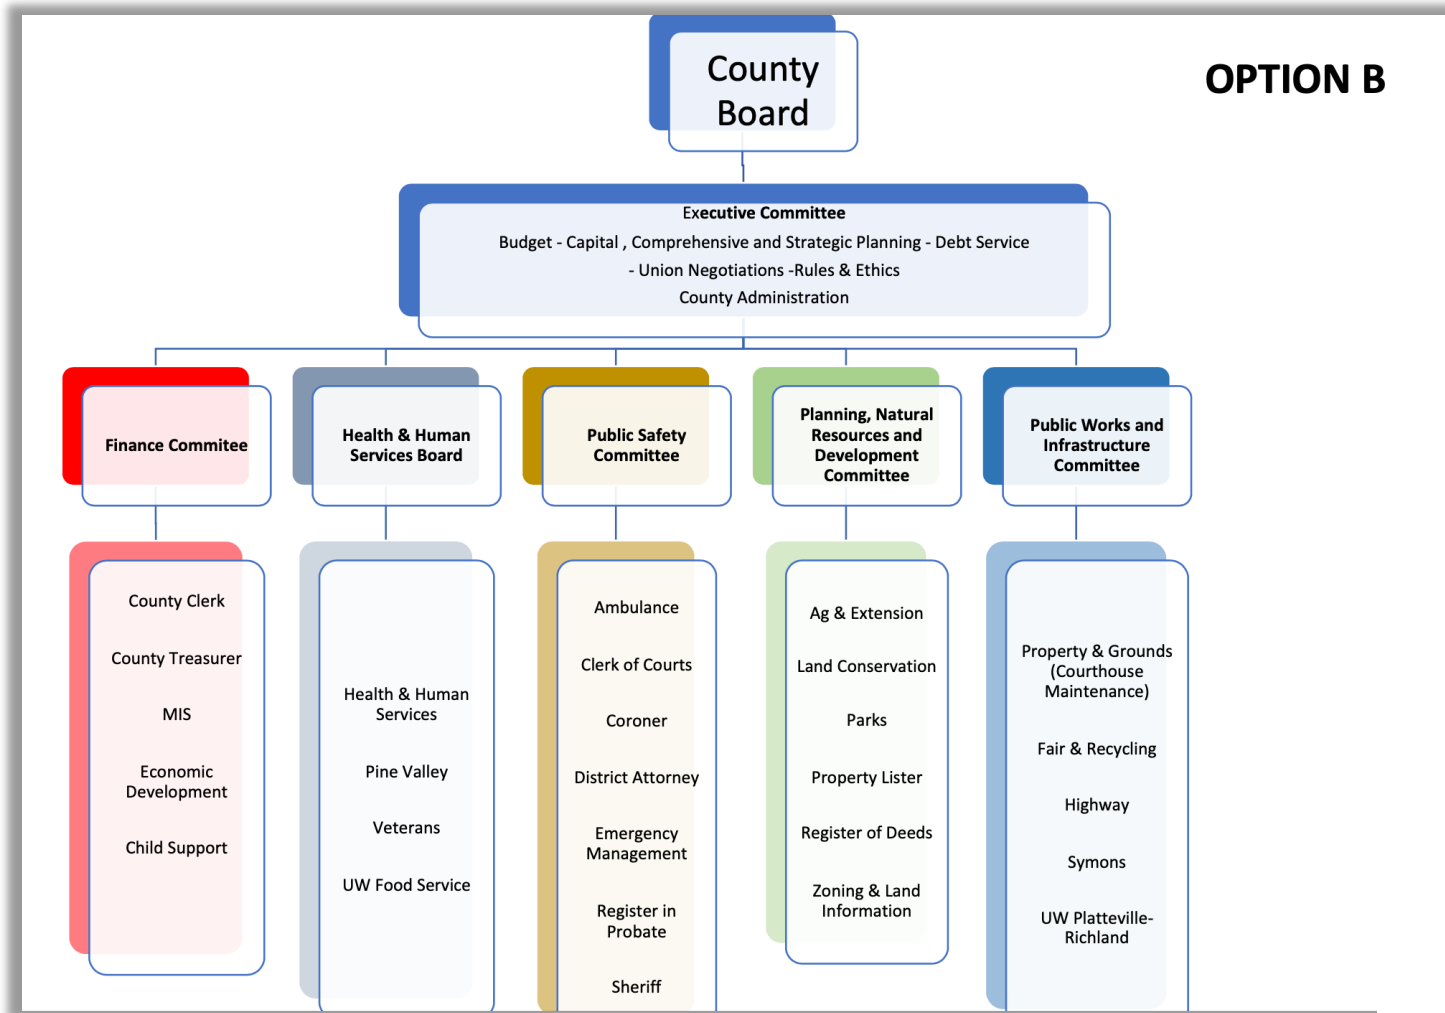 County
Board
OPTION B
Executive Committee
Budget - Capital , Comprehensive and Strategic Planning - Debt Service
- Union Negotiations -Rules & Ethics
County Administration
Finance Commitee
Health & Human
Services Board
Public Safety
Committee
Planning, Natural
Resources and
Development
Committee
Public Works and
Infrastructure
Committee
County Clerk
County Treasurer
MIS
Economic
Development
Child Support
Health & Human
Services
Pine Valley
Veterans
UW Food Service
Ambulance
Clerk of Courts
Coroner
District Attorney
Emergency
Management
Register in
Probate
Sheriff
Ag & Extension
Land Conservation
Parks
Property Lister
Register of Deeds
Zoning & Land
Information
Property & Grounds
(Courthouse
Maintenance)
Fair & Recycling
Highway
Symons
UW Platteville-
Richland